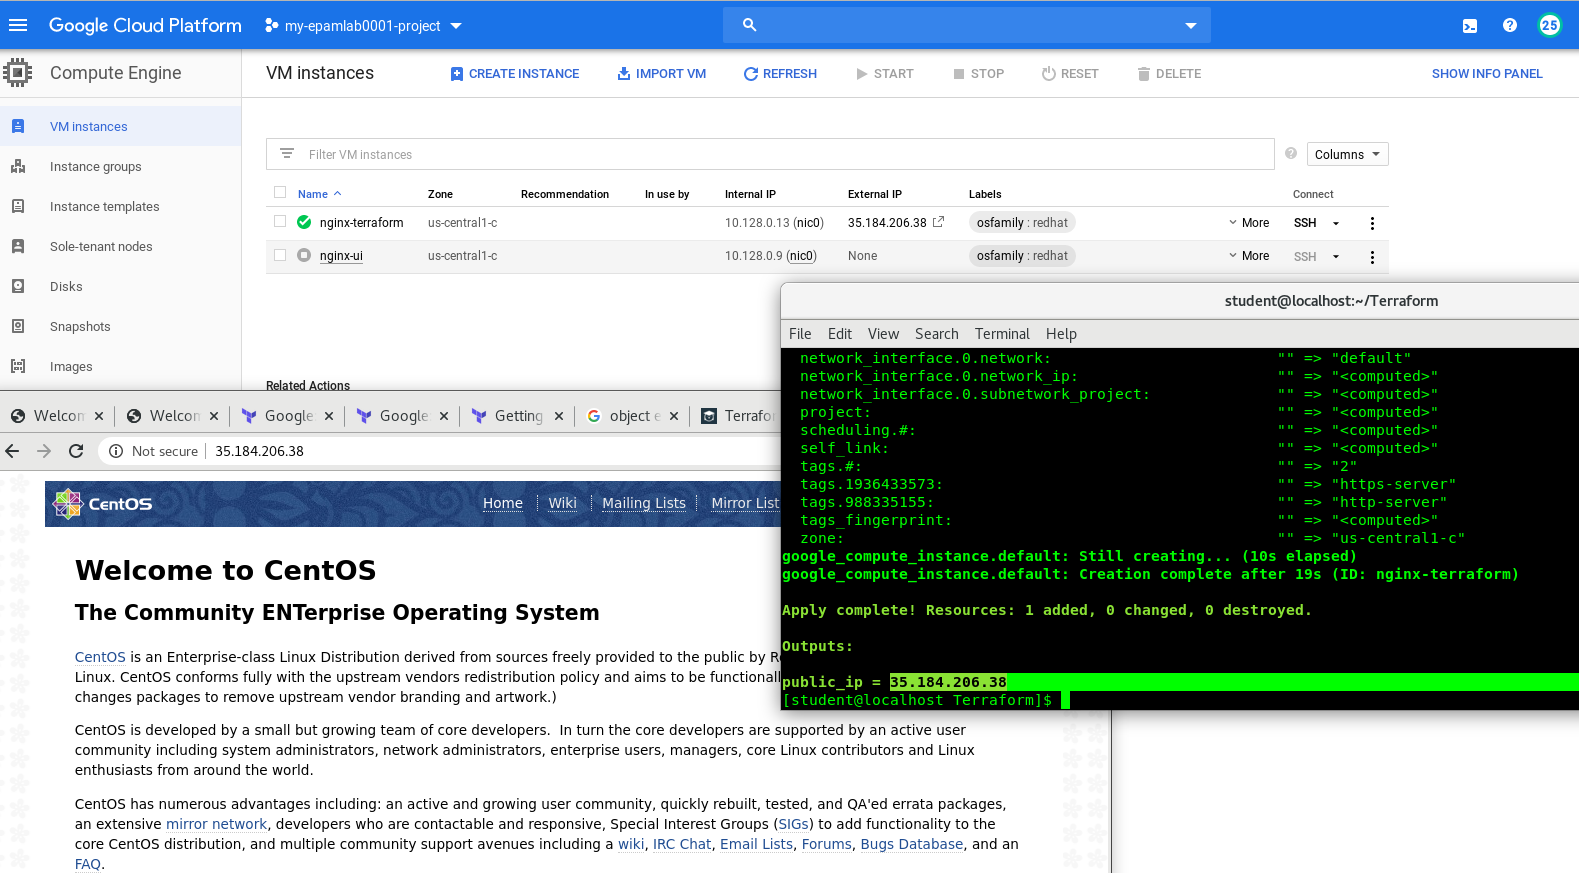 Google Cloud Platform
my-epamlab0001-project
25
Compute Engine
VM instances
CREATE INSTANCE
IMPORT VM
REFRESH
START
STOP
RESET
DELETE
SHOW INFO PANEL
VM instances
Instance groups
Instance templates
Sole-tenant nodes
Disks
Snapshots
Images
Filter VM instances
Columns
Name Zone Recommendation In use by Internal IP External IP Labels Connect
nginx-terraform us-central1-c 10.128.0.13 (nic0) 35.184.206.38 osfamily : redhat More SSH
nginx-ui us-central1-c 10.128.0.9 (nic0) None osfamily : redhat More SSH
Related Actions
student@localhost:~/Terraform
File Edit View Search Terminal Help
network_interface.0.network: "" => "default"
network_interface.0.network_ip: "" => "<computed>"
network_interface.0.subnetwork_project: "" => "<computed>"
project: "" => "<computed>"
scheduling.#: "" => "<computed>"
self_link: "" => "<computed>"
tags.#: "" => "2"
tags.1936433573: "" => "https-server"
tags.988335155: "" => "http-server"
tags_fingerprint: "" => "<computed>"
zone: "" => "us-central1-c"
google_compute_instance.default: Still creating... (10s elapsed)
google_compute_instance.default: Creation complete after 19s (ID: nginx-terraform)
Apply complete! Resources: 1 added, 0 changed, 0 destroyed.
Outputs:
public_ip = 35.184.206.38
[student@localhost Terraform]$
Welcom
Welcom
Google
Google
Getting
object e
Terrafo
Not secure 35.184.206.38
CentOS
Home Wiki Mailing Lists Mirror List
Welcome to CentOS
The Community ENTerprise Operating System
CentOS is an Enterprise-class Linux Distribution derived from sources freely provided to the public by R
Linux. CentOS conforms fully with the upstream vendors redistribution policy and aims to be functionall
changes packages to remove upstream vendor branding and artwork.)
CentOS is developed by a small but growing team of core developers.  In turn the core developers are supported by an active user
community including system administrators, network administrators, enterprise users, managers, core Linux contributors and Linux
enthusiasts from around the world.
CentOS has numerous advantages including: an active and growing user community, quickly rebuilt, tested, and QA'ed errata packages,
an extensive mirror network, developers who are contactable and responsive, Special Interest Groups (SIGs) to add functionality to the
core CentOS distribution, and multiple community support avenues including a wiki, IRC Chat, Email Lists, Forums, Bugs Database, and an
FAQ.